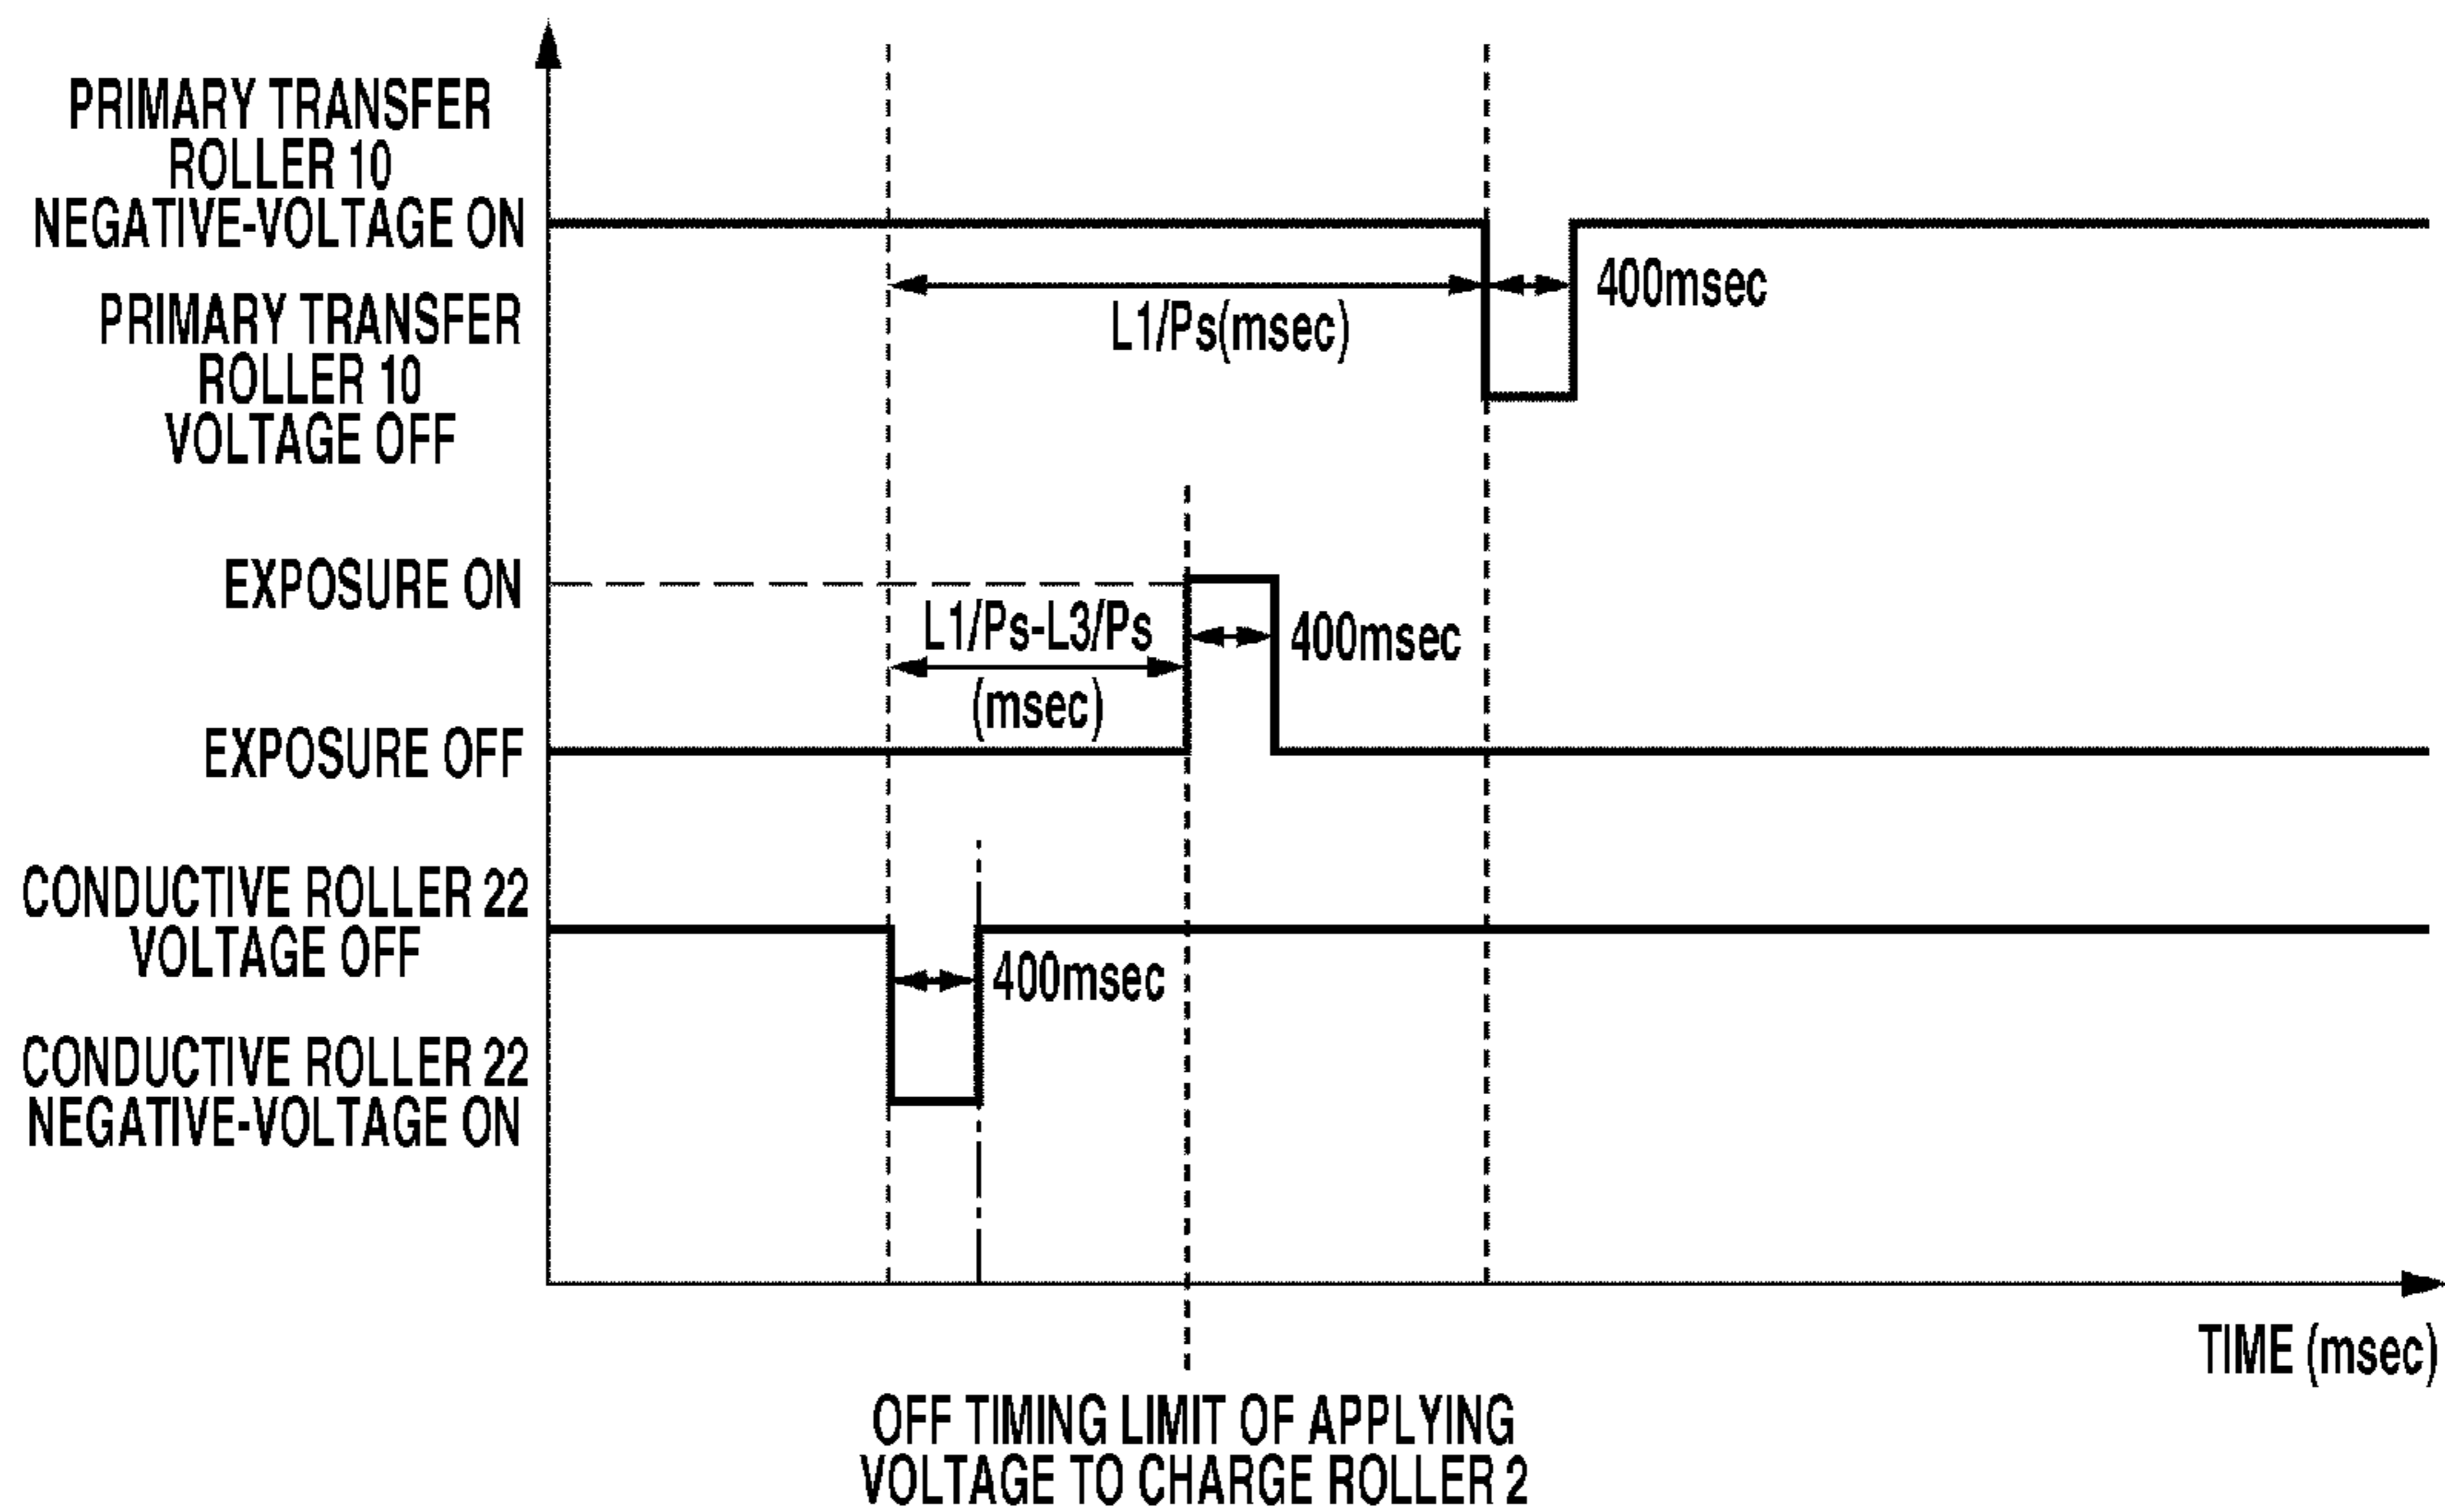 PRIMARY TRANSFER
ROLLER 10
NEGATIVE-VOLTAGE ON
400msec
L1/Ps(msec)
PRIMARY TRANSFER
ROLLER 10
VOLTAGE OFF
EXPOSURE ON
L1/Ps-L3/Ps
(msec)
400msec
EXPOSURE OFF
CONDUCTIVE ROLLER 22
VOLTAGE OFF
400msec
CONDUCTIVE ROLLER 22
NEGATIVE-VOLTAGE ON
TIME (msec)
OFF TIMING LIMIT OF APPLYING
VOLTAGE TO CHARGE ROLLER 2